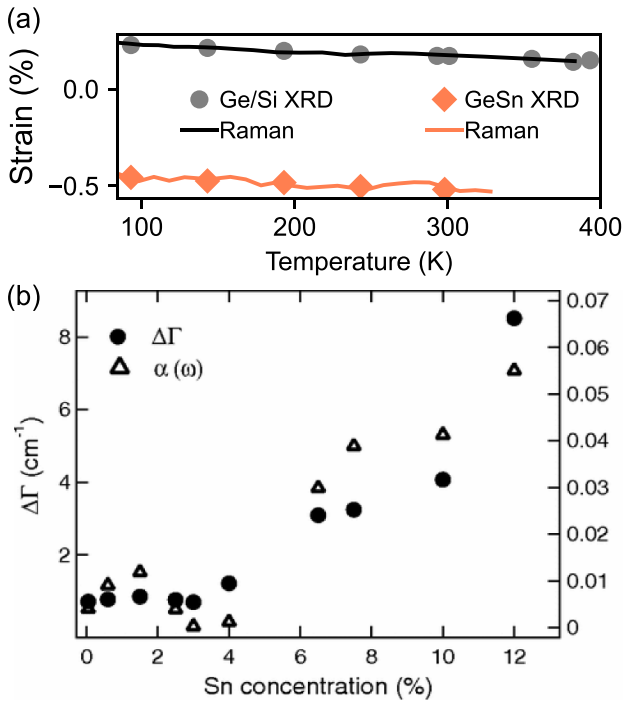 (a)
Strain (%)
0.0
−0.5
Ge/Si XRD
GeSn XRD
Raman
Raman
100
200
300
400
Temperature (K)
(b)
ΔΓ (cm⁻¹)
8
6
4
2
ΔΓ
α (ω)
0.07
0.06
0.05
0.04
0.03
0.02
0.01
0
0
2
4
6
8
10
12
Sn concentration (%)